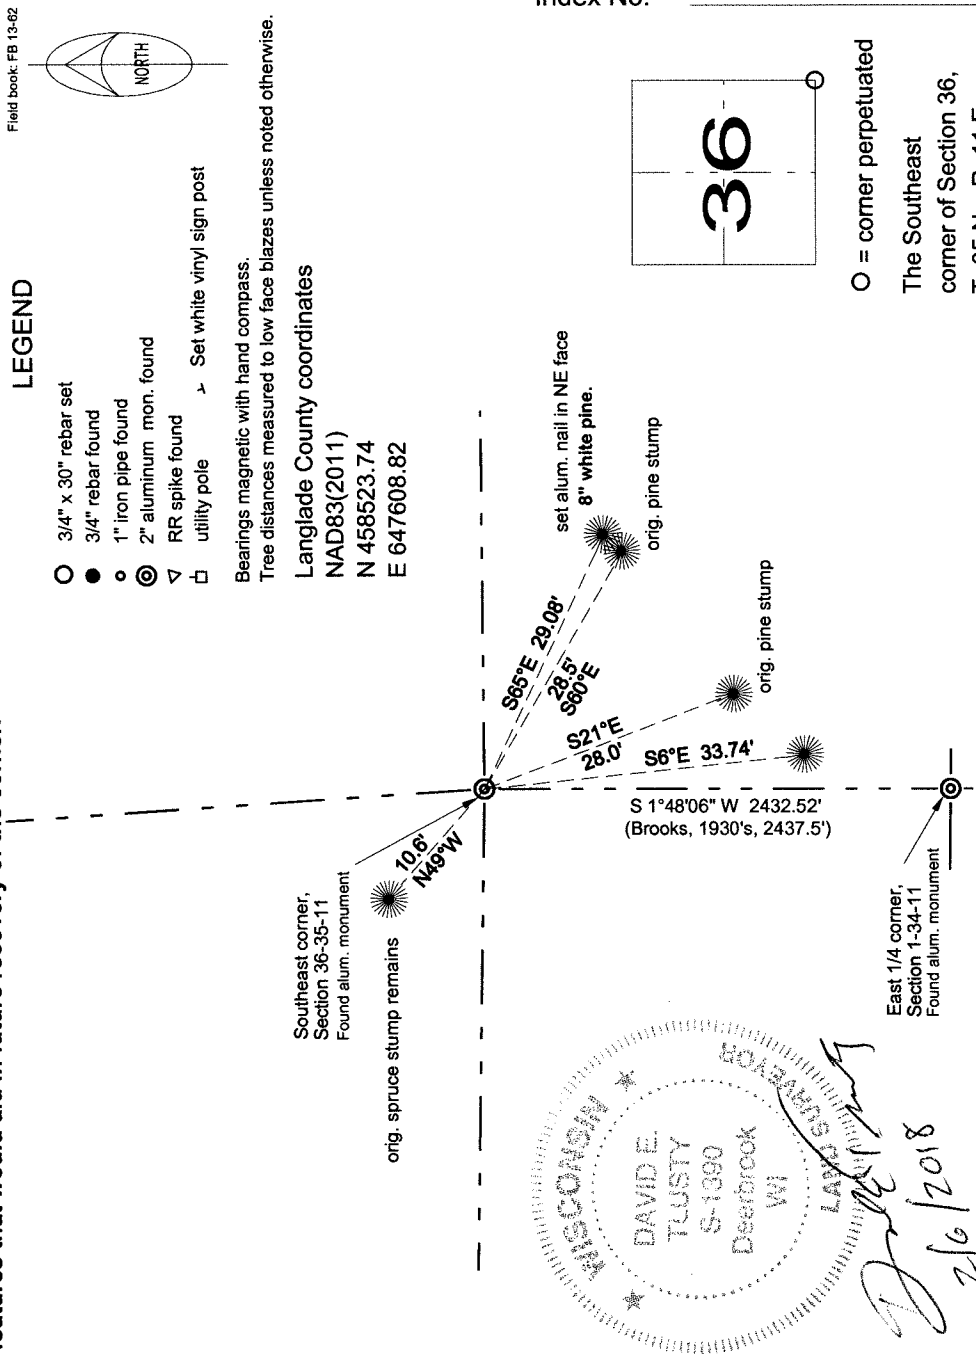 Index No.
features that would aid in future recovery of the corner.
Field book: FB 13-62
NORTH
LEGEND
3/4" x 30" rebar set
3/4" rebar found
1" iron pipe found
2" aluminum mon. found
RR spike found
utility pole
Set white vinyl sign post
Bearings magnetic with hand compass.
Tree distances measured to low face blazes unless noted otherwise.
Langlade County coordinates
NAD83(2011)
N 458523.74
E 647608.82
36
O = corner perpetuated
The Southeast
corner of Section 36,
set alum. nail in NE face
8" white pine.
orig. pine stump
S65°E 29.08'
28.5'
S60°E
S21°E
28.0'
orig. pine stump
S6°E 33.74'
S 1°48'06" W 2432.52'
(Brooks, 1930's, 2437.5')
10.6'
N49°W
Southeast corner,
Section 36-35-11
Found alum. monument
orig. spruce stump remains
East 1/4 corner,
Section 1-34-11
Found alum. monument
WISCONSIN
DAVID E.
TLUSTY
S-1390
Deerbrook
WI
LAND SURVEYOR
2/6/2018